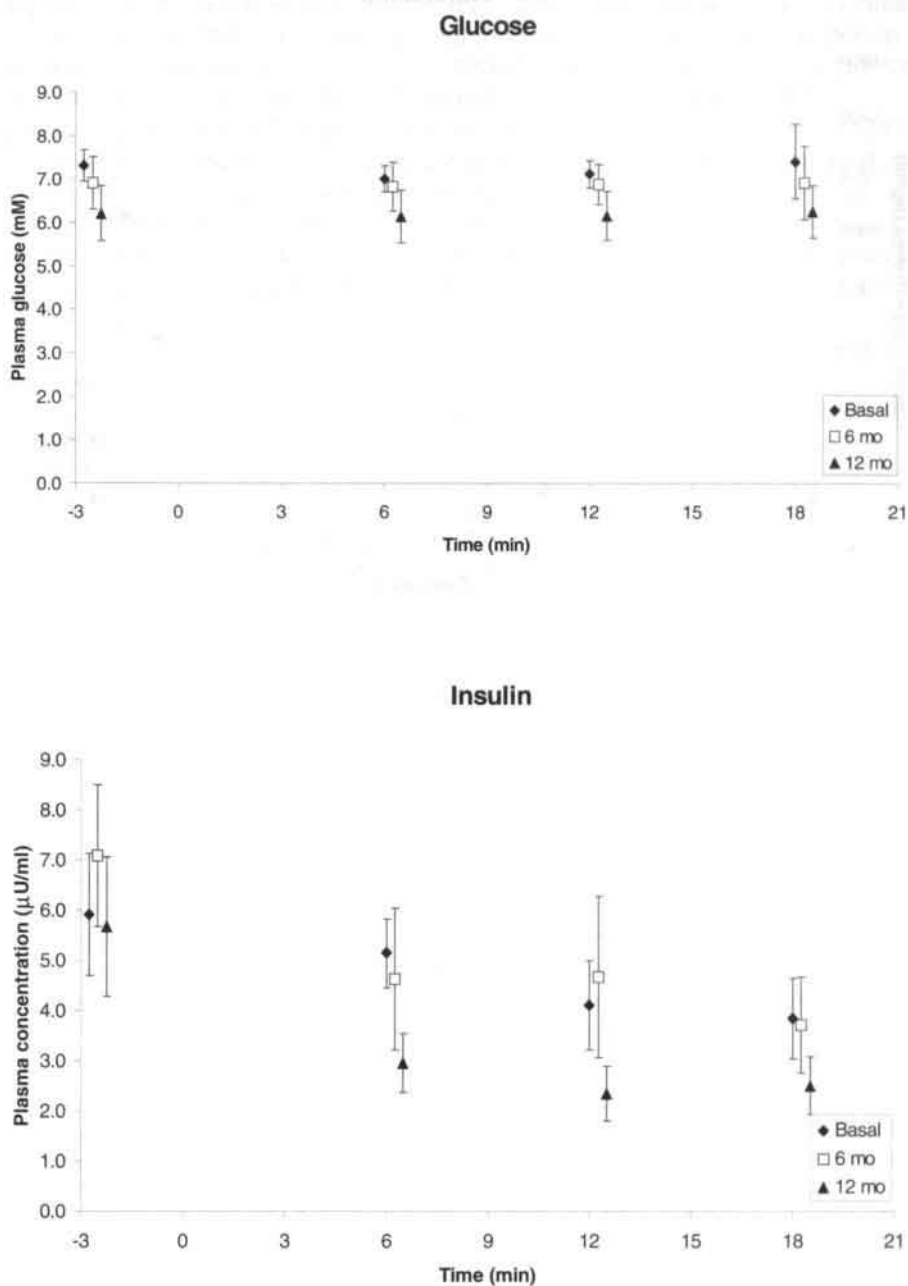 Glucose
9.0
8.0
7.0
6.0
5.0
4.0
3.0
2.0
1.0
0.0
Plasma glucose (mM)
-3 0 3 6 9 12 15 18 21
Time (min)
Basal
6 mo
12 mo
Insulin
9.0
8.0
7.0
6.0
5.0
4.0
3.0
2.0
1.0
0.0
Plasma concentration (µU/ml)
-3 0 3 6 9 12 15 18 21
Time (min)
Basal
6 mo
12 mo